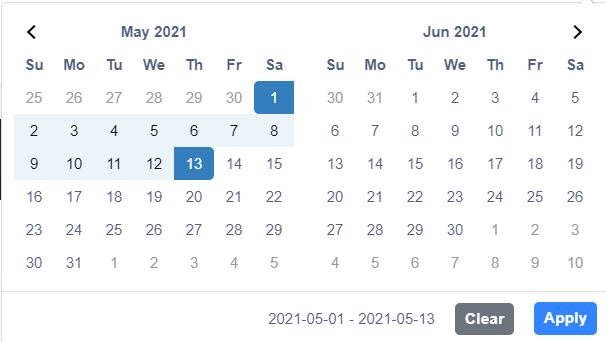 May 2021
Su Mo Tu We Th Fr Sa
25 26 27 28 29 30 1
2 3 4 5 6 7 8
9 10 11 12 13 14 15
16 17 18 19 20 21 22
23 24 25 26 27 28 29
30 31 1 2 3 4 5
Jun 2021
Su Mo Tu We Th Fr Sa
30 31 1 2 3 4 5
6 7 8 9 10 11 12
13 14 15 16 17 18 19
20 21 22 23 24 25 26
27 28 29 30 1 2 3
4 5 6 7 8 9 10
2021-05-01 - 2021-05-13 Clear Apply